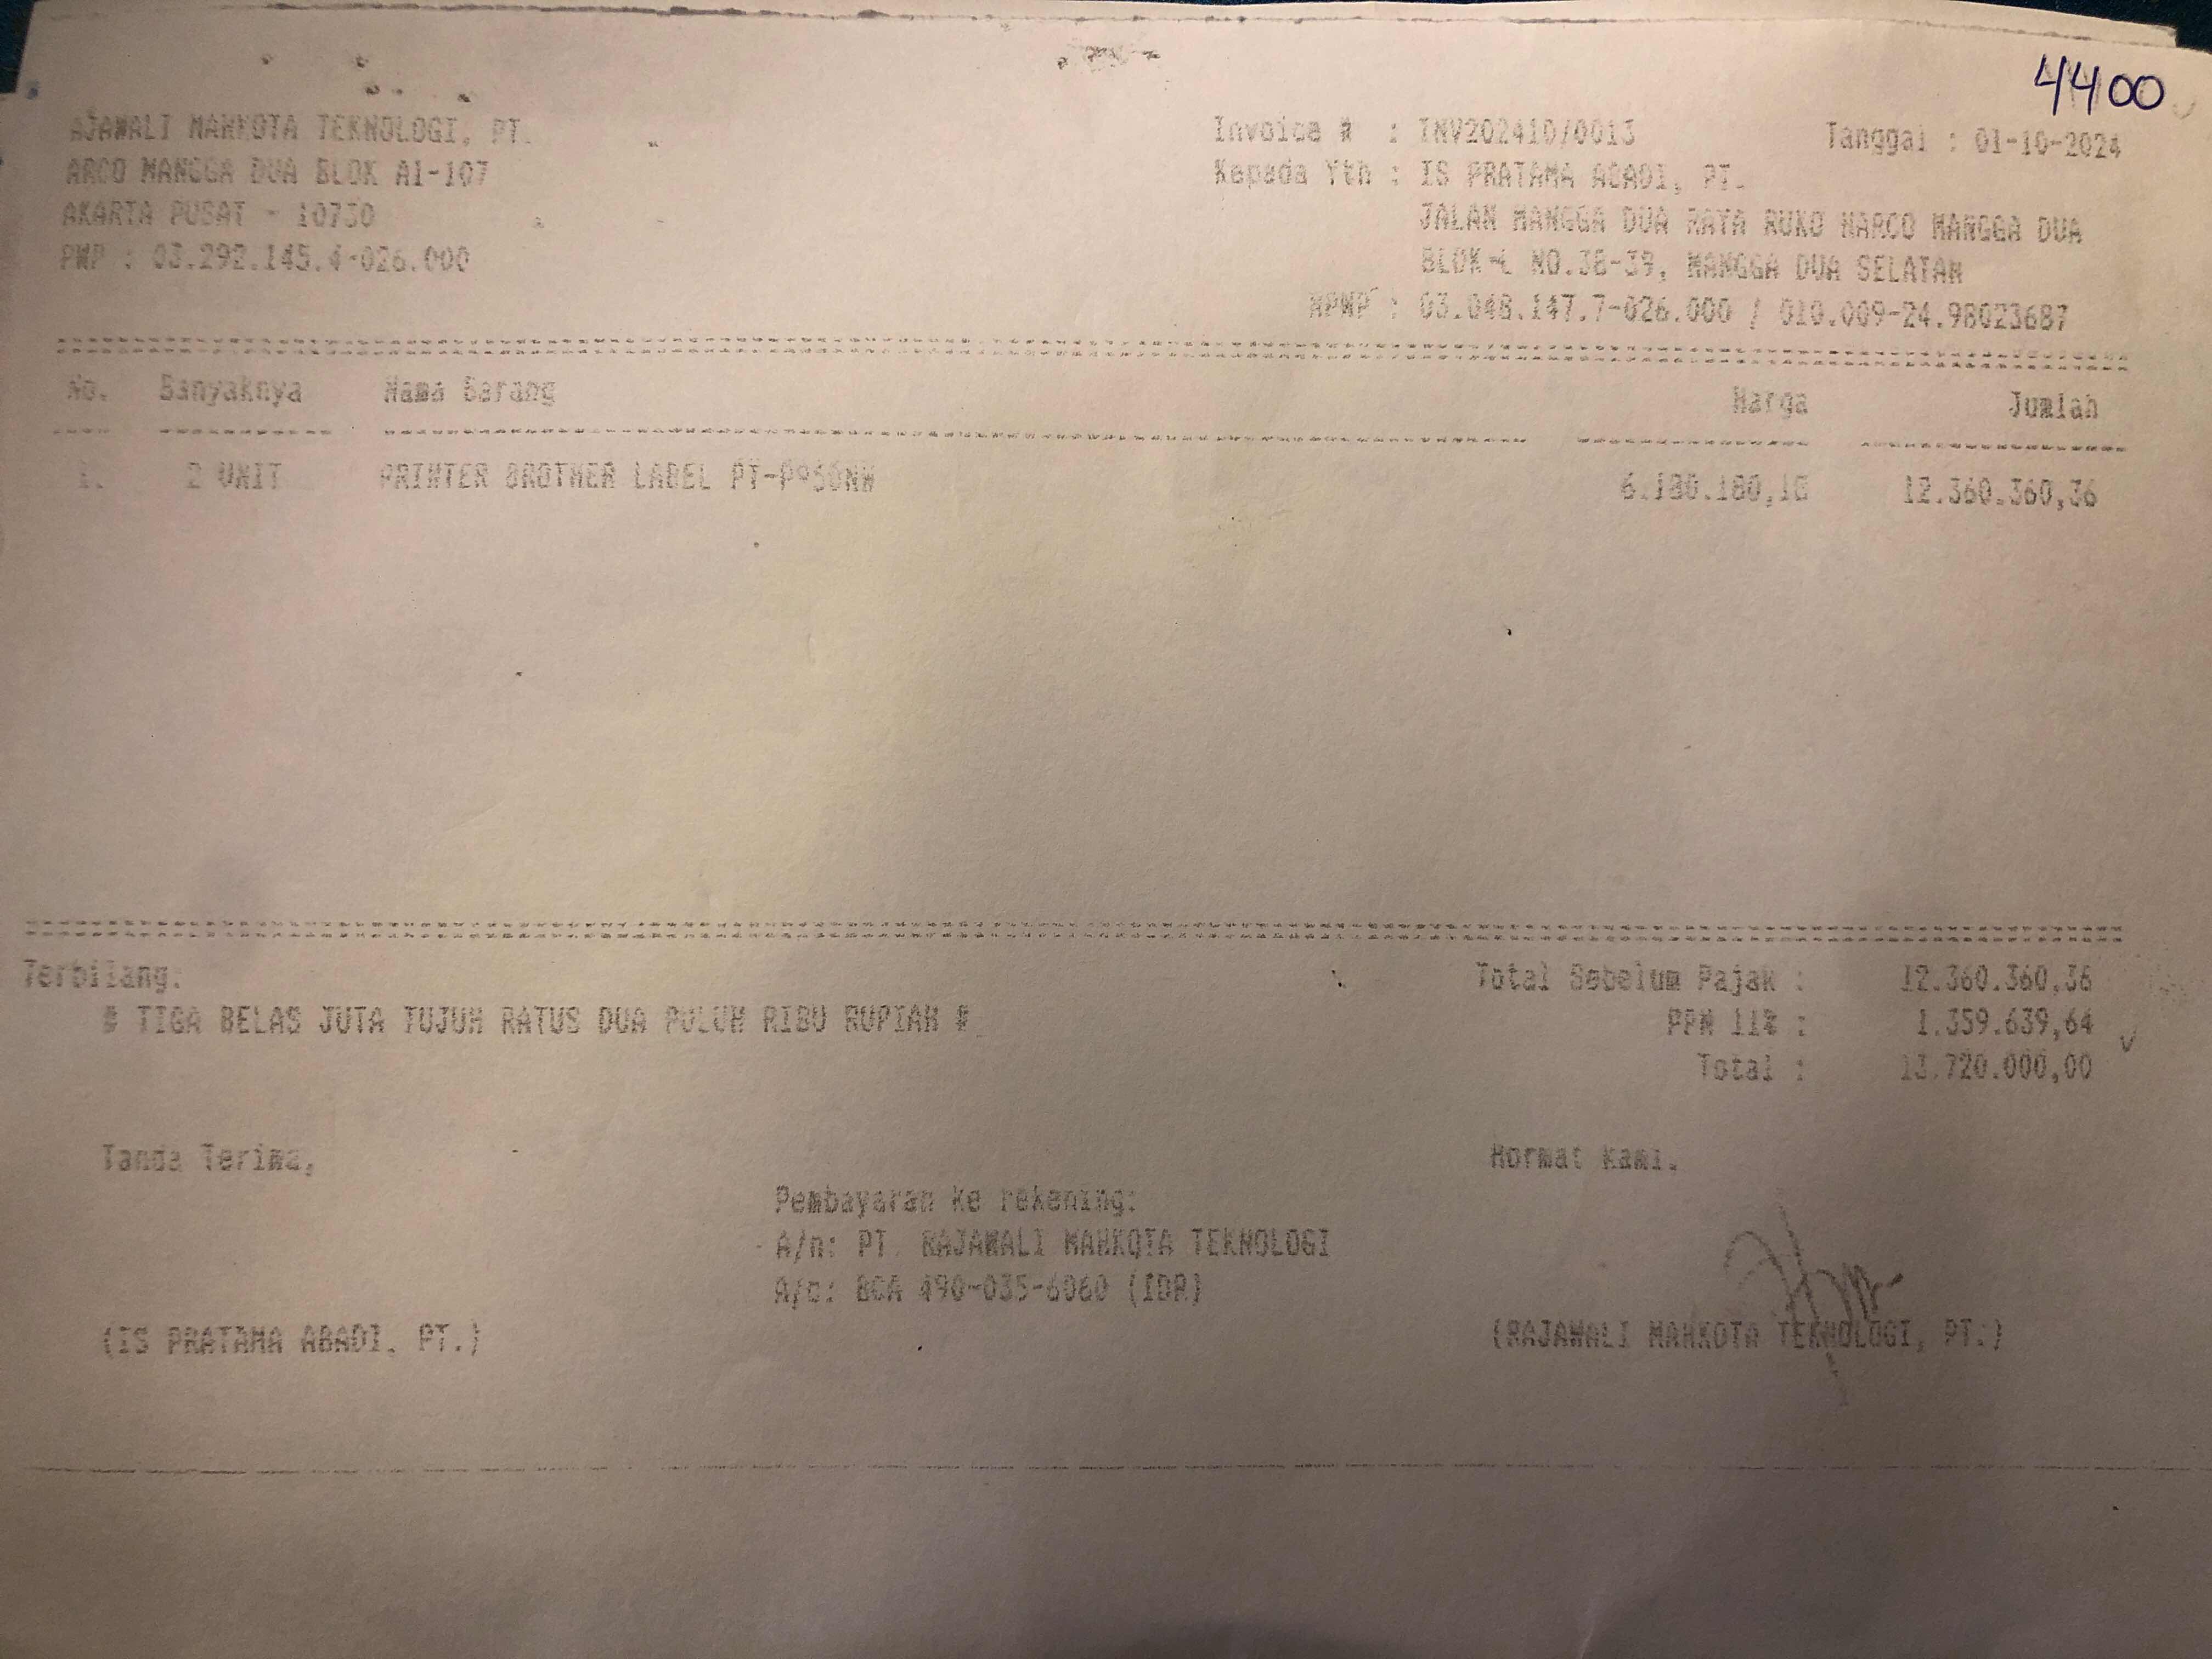 4400
AJAWALI MAHKOTA TEKNOLOGI, PT.
ARCO MANGGA DUA BLOK A1-107
AKARTA PUSAT - 10730
PWP : 03.292.145.4-026.000
Invoice # : INV202410/0013 Tanggal : 01-10-2024
Kepada Yth : IS PRATAMA ABADI, PT.
JALAN MANGGA DUA RAYA RUKO MARCO MANGGA DUA
BLOK-L NO.38-39, MANGGA DUA SELATAN
NPWP : 03.048.147.7-026.000 / 010.009-24.98023687
No. Banyaknya Nama Barang Harga Jumlah
1. 2 UNIT PRINTER BROTHER LABEL PT-P950NW 6.180.180,18 12.360.360,36
Terbilang:
# TIGA BELAS JUTA TUJUH RATUS DUA PULUH RIBU RUPIAH #
Total Sebelum Pajak : 12.360.360,36
PPN 11% : 1.359.639,64
Total : 13.720.000,00
Tanda Terima,
Hormat Kami.
Pembayaran ke rekening:
A/n: PT. RAJAWALI MAHKOTA TEKNOLOGI
A/c: BCA 490-035-6060 (IDR)
(IS PRATAMA ABADI, PT.)
(RAJAWALI MAHKOTA TEKNOLOGI, PT.)